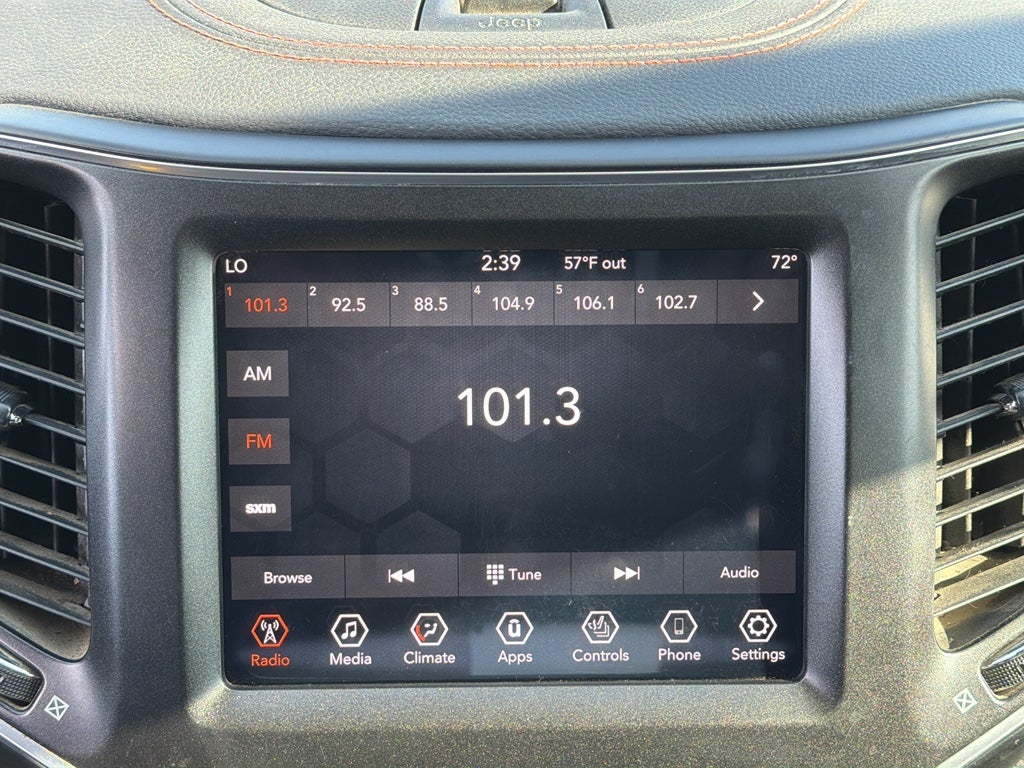 Jeep
LO 2:39 57°F out 72°
1 101.3 2 92.5 3 88.5 4 104.9 5 106.1 6 102.7
AM
101.3
FM
sxm
Browse Tune Audio
Radio Media Climate Apps Controls Phone Settings